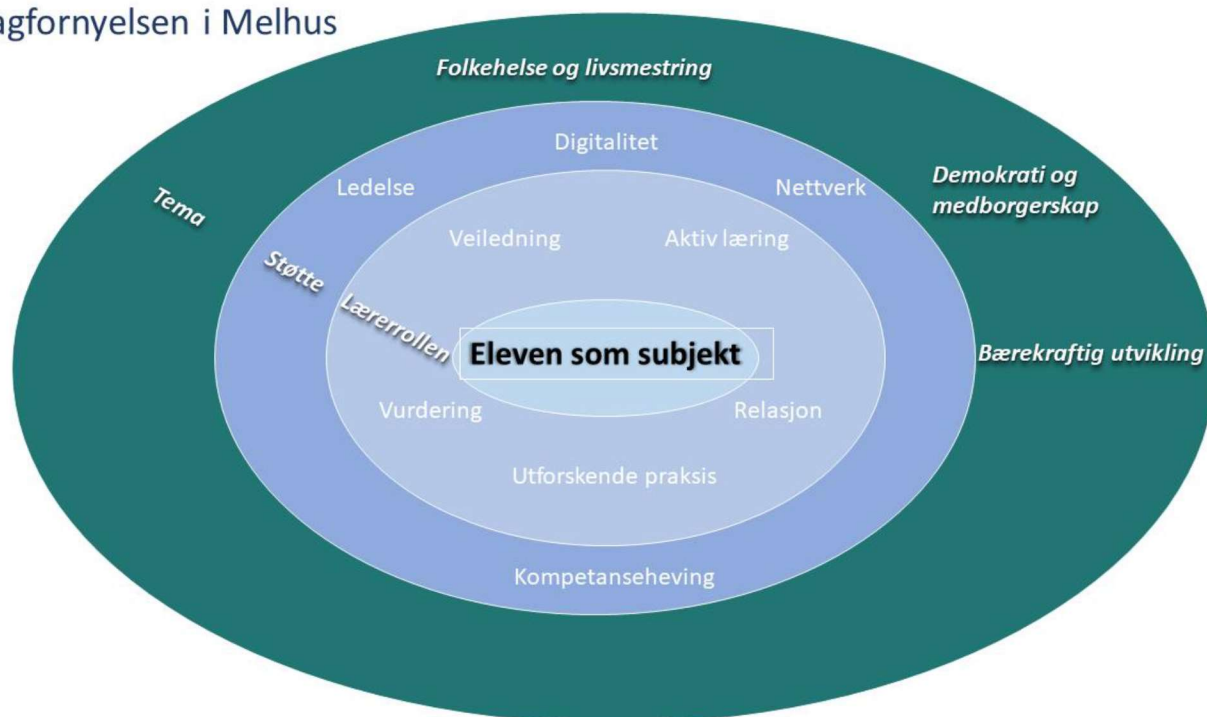 agfornyelsen i Melhus
Folkehelse og livsmestring
Digitalitet
Ledelse
Nettverk
Demokrati og
medborgerskap
Tema
Veiledning
Aktiv læring
Støtte
Lærerrollen
Eleven som subjekt
Bærekraftig utvikling
Vurdering
Relasjon
Utforskende praksis
Kompetanseheving